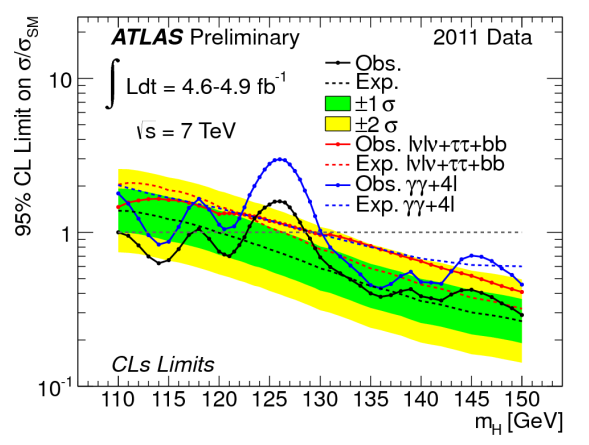 ATLAS Preliminary
2011 Data
∫ Ldt = 4.6-4.9 fb⁻¹
√s = 7 TeV
Obs.
Exp.
±1 σ
±2 σ
Obs. lνlν+ττ+bb
Exp. lνlν+ττ+bb
Obs. γγ+4l
Exp. γγ+4l
95% CL Limit on σ/σSM
10
1
10⁻¹
CLs Limits
110 115 120 125 130 135 140 145 150
mH [GeV]